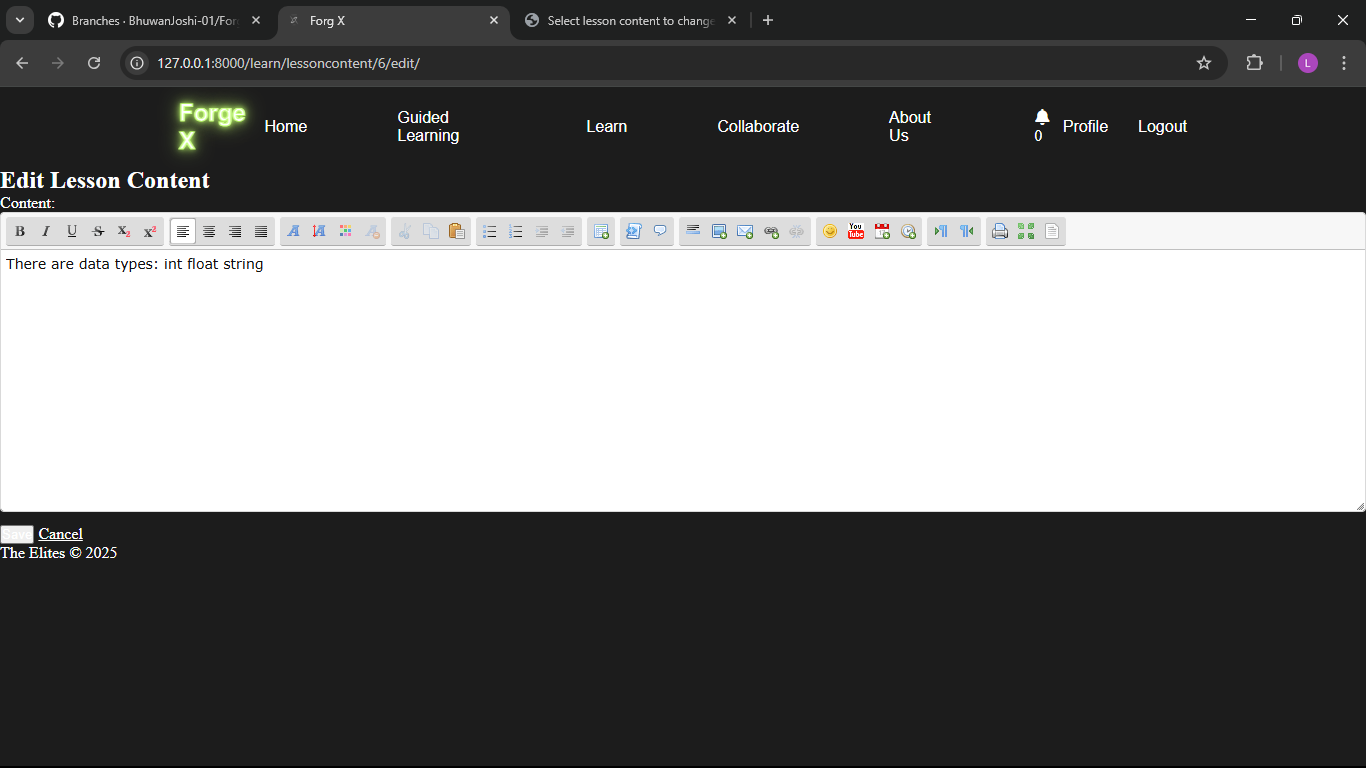 Branches · BhuwanJoshi-01/For
Forg X
Select lesson content to change
L
127.0.0.1:8000/learn/lessoncontent/6/edit/
Forge
X
Home
Guided
Learning
Learn
Collaborate
About
Us
0
Profile
Logout
Edit Lesson Content
Content:
B I U S X₂ X²
A A A
You
Tube
There are data types: int float string
Save Cancel
The Elites © 2025